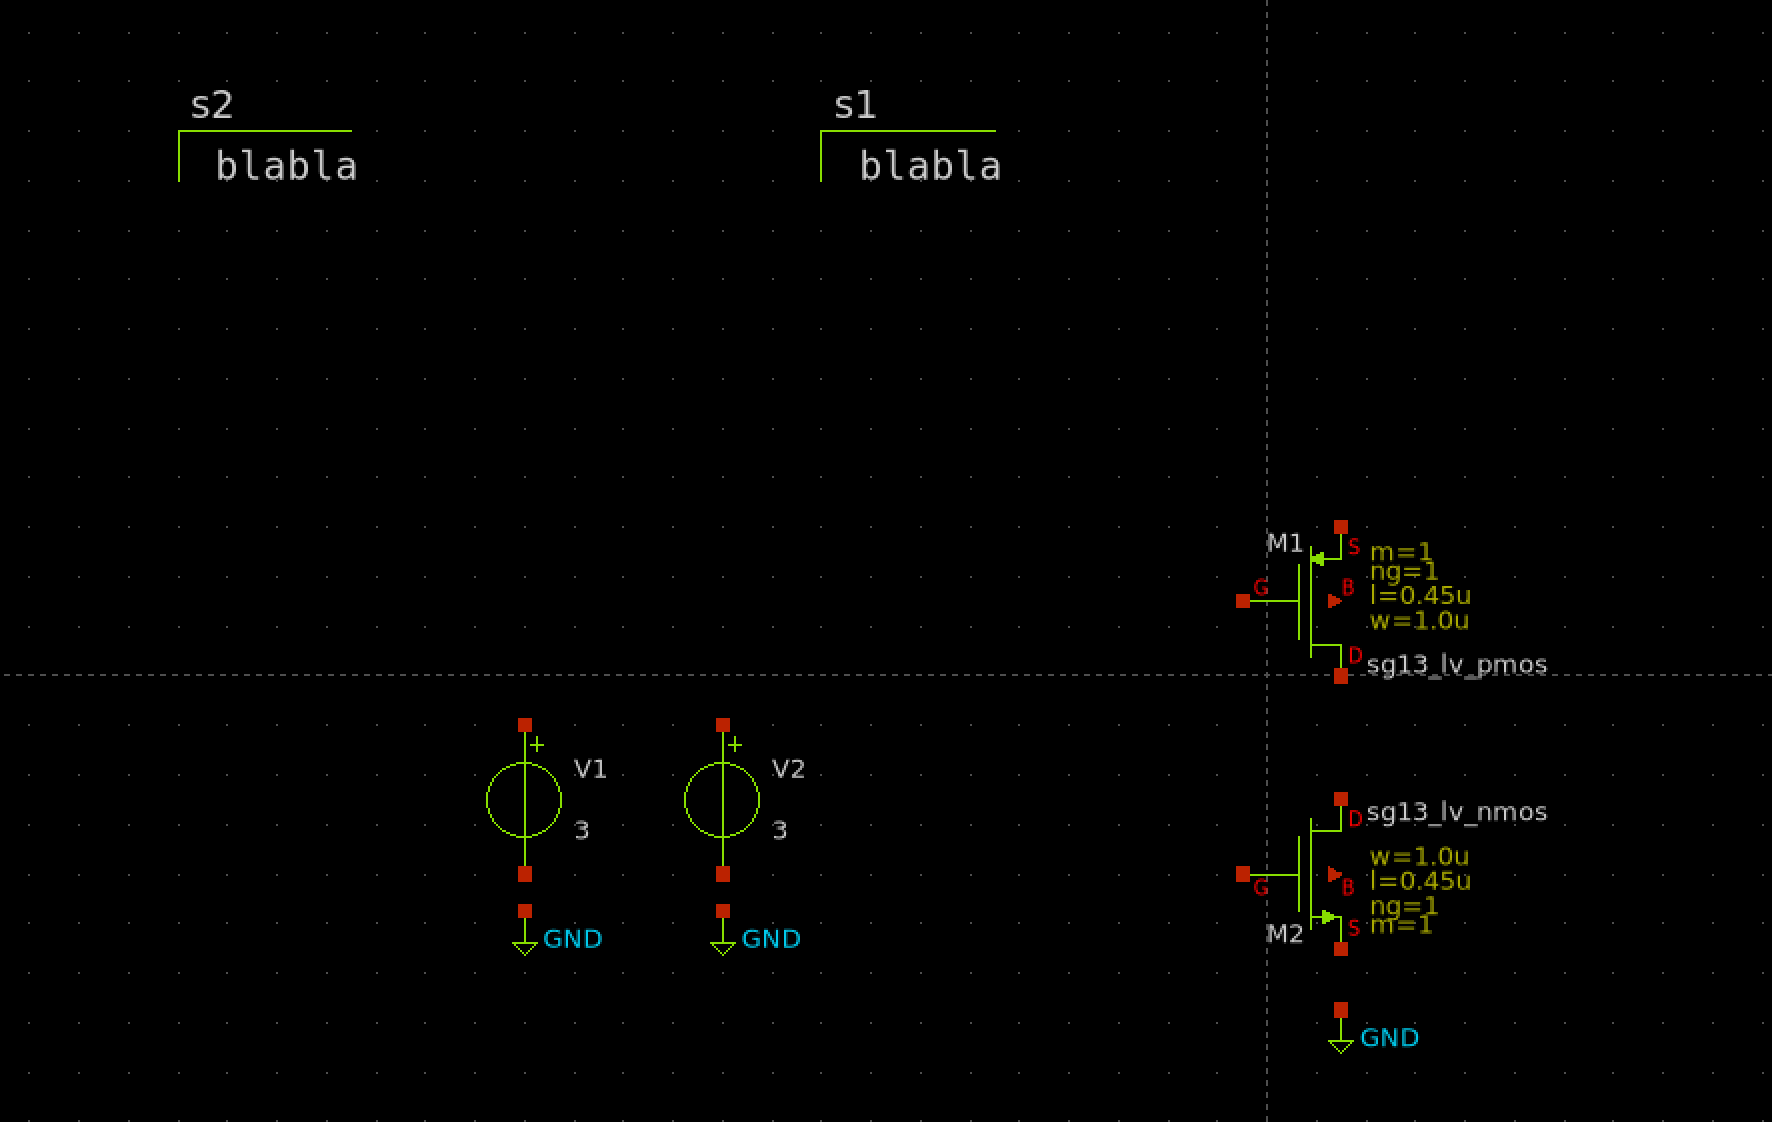 s2
blabla
s1
blabla
M1
S
G
B
D
m=1
ng=1
l=0.45u
w=1.0u
sg13_lv_pmos
+
V1
3
GND
+
V2
3
GND
D
sg13_lv_nmos
G
B
S
w=1.0u
l=0.45u
ng=1
m=1
M2
GND